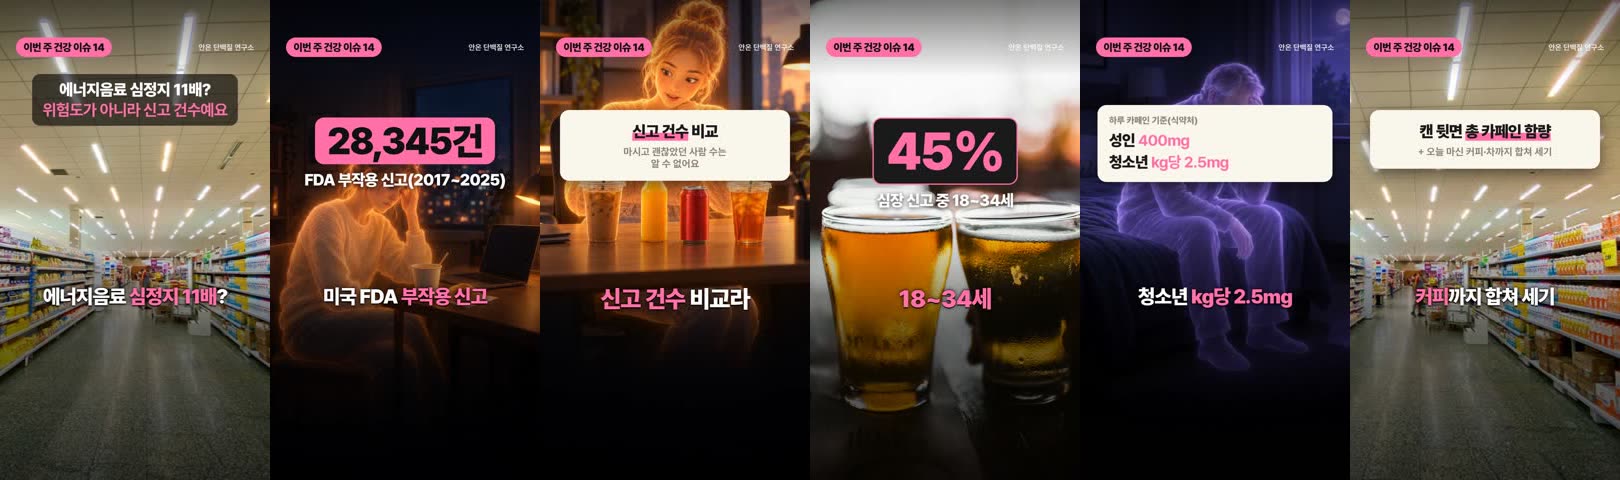 이번 주 건강 이슈 14
안온 단백질 연구소
에너지음료 심정지 11배?
위험도가 아니라 신고 건수예요
에너지음료 심정지 11배?
이번 주 건강 이슈 14
안온 단백질 연구소
28,345건
FDA 부작용 신고(2017~2025)
미국 FDA 부작용 신고
이번 주 건강 이슈 14
안온 단백질 연구소
신고 건수 비교
마시고 괜찮았던 사람 수는
알 수 없어요
신고 건수 비교라
이번 주 건강 이슈 14
안온 단백질 연구소
45%
심장 신고 중 18~34세
18~34세
이번 주 건강 이슈 14
안온 단백질 연구소
하루 카페인 기준(식약처)
성인 400mg
청소년 kg당 2.5mg
청소년 kg당 2.5mg
이번 주 건강 이슈 14
안온 단백질 연구소
캔 뒷면 총 카페인 함량
+ 오늘 마신 커피·차까지 합쳐 세기
커피까지 합쳐 세기